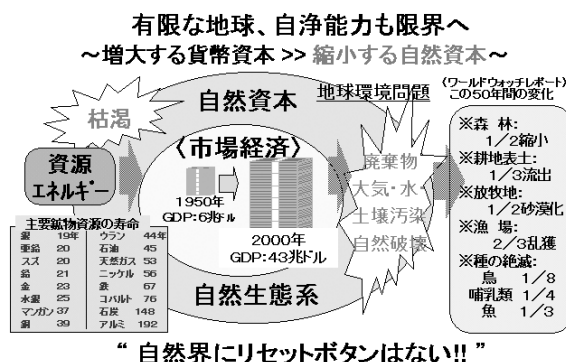 有限な地球、自浄能力も限界へ
～増大する貨幣資本 >> 縮小する自然資本～
枯渇
自然資本
地球環境問題
資源
エネルギー
〈市場経済〉
1950年
GDP:6兆ドル
2000年
GDP:43兆ドル
自然生態系
廃棄物
大気・水・
土壌汚染
自然破壊
主要鉱物資源の寿命
銀 19年 ウラン 44年
亜鉛 20 石油 45
スズ 20 天然ガス 53
鉛 21 ニッケル 56
金 23 鉄 67
水銀 25 コバルト 76
マンガン 37 石炭 148
銅 39 アルミ 192
(ワールドウォッチレポート)
この50年間の変化
※森 林:
1/2縮小
※耕地表土:
1/3流出
※放牧地:
1/2砂漠化
※漁 場:
2/3乱獲
※種の絶滅:
鳥 1/8
哺乳類 1/4
魚 1/3
“ 自然界にリセットボタンはない!! ”